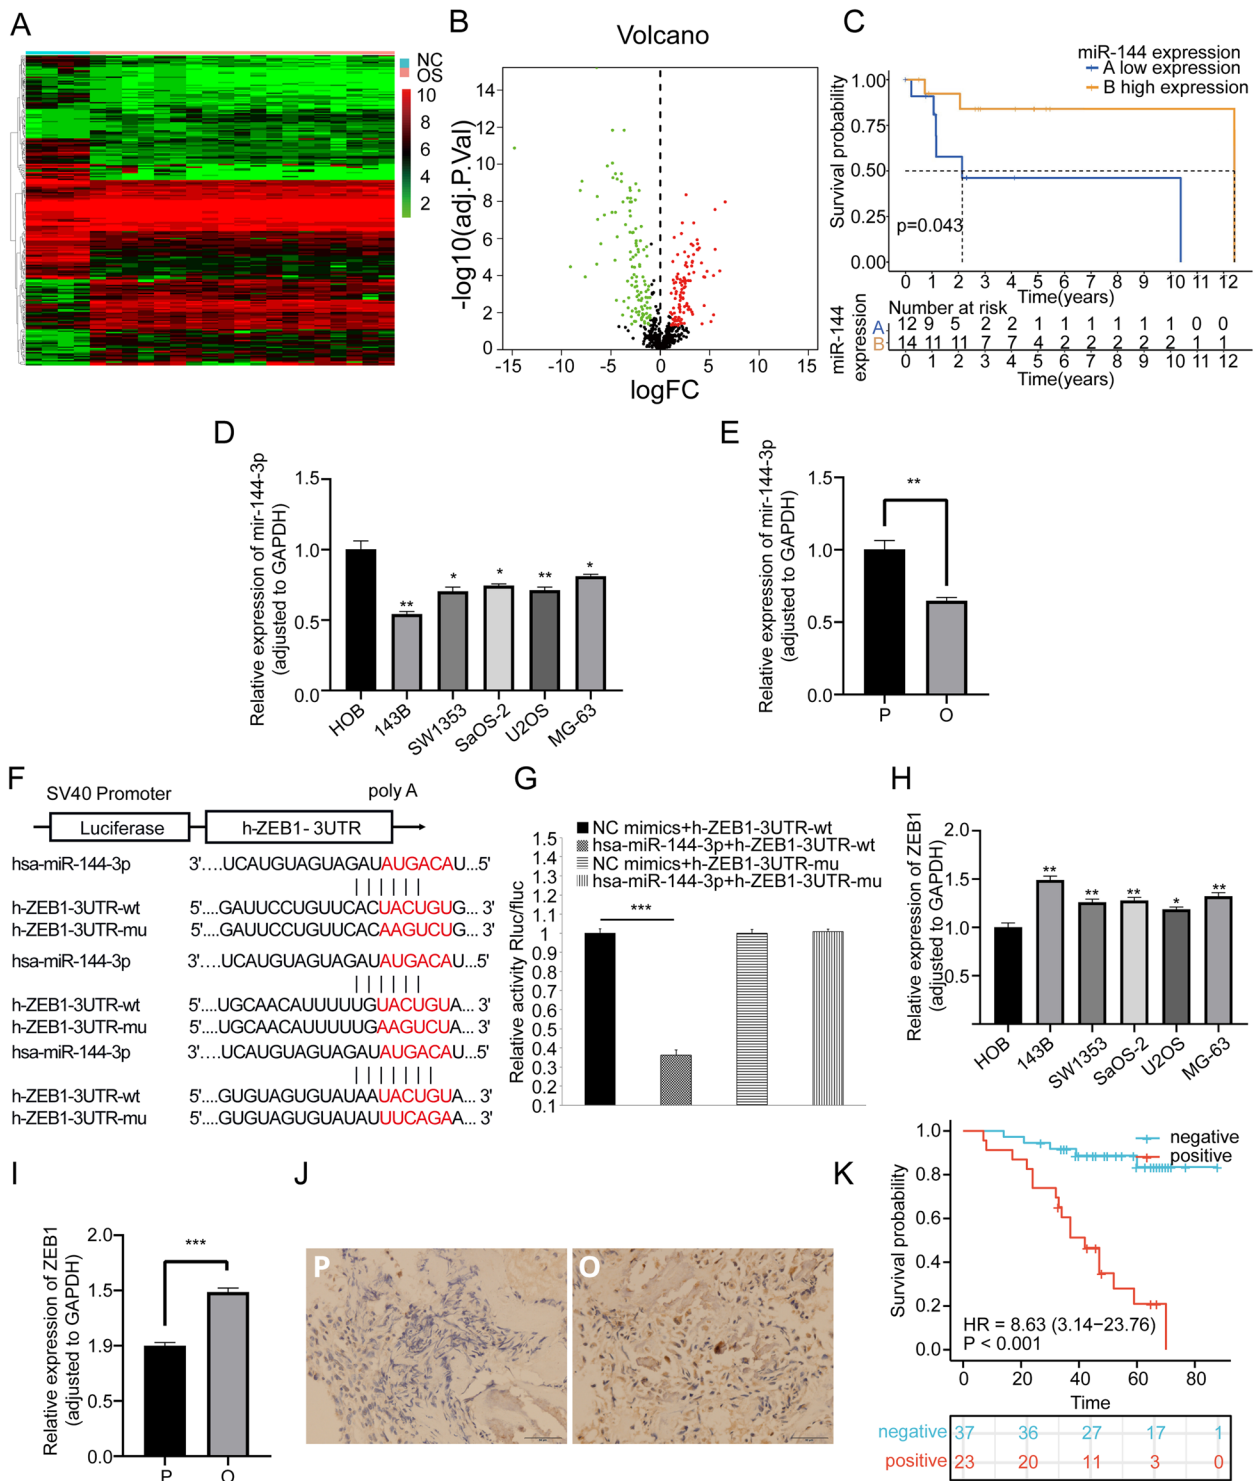 A
NC
OS
10
8
6
4
2
B
Volcano
-log10(adj.P.Val)
14
12
10
8
6
4
2
0
-15 -10 -5 0 5 10 15
logFC
C
miR-144 expression
A low expression
B high expression
Survival probability
1.00
0.75
0.50
0.25
0.00
p=0.043
0 1 2 3 4 5 6 7 8 9 10 11 12
Time(years)
Number at risk
miR-144
expression
A 12 9 5 2 2 1 1 1 1 1 1 0 0
B 14 11 11 7 7 4 2 2 2 2 2 1 1
0 1 2 3 4 5 6 7 8 9 10 11 12
Time(years)
D
Relative expression of mir-144-3p
(adjusted to GAPDH)
1.5
1.0
0.5
0.0
** * * ** *
HOB 143B SW1353 SaOS-2 U2OS MG-63
E
Relative expression of mir-144-3p
(adjusted to GAPDH)
1.5
1.0
0.5
0.0
**
P O
F
SV40 Promoter poly A
Luciferase h-ZEB1- 3UTR
hsa-miR-144-3p 3'....UCAUGUAGUAGAUAUGACAU...5'
h-ZEB1-3UTR-wt 5'....GAUUCCUGUUCACUACUGUG... 3'
h-ZEB1-3UTR-mu 5'....GAUUCCUGUUCACAAGUCUG... 3'
hsa-miR-144-3p 3'....UCAUGUAGUAGAUAUGACAU...5'
h-ZEB1-3UTR-wt 5'....UGCAACAUUUUUGUACUGUA... 3'
h-ZEB1-3UTR-mu 5'....UGCAACAUUUUUGAAGUCUA... 3'
hsa-miR-144-3p 3'....UCAUGUAGUAGAUAUGACAU...5'
h-ZEB1-3UTR-wt 5'....GUGUAGUGUAUAAUACUGUA... 3'
h-ZEB1-3UTR-mu 5'....GUGUAGUGUAUAUUUCAGAA... 3'
G
NC mimics+h-ZEB1-3UTR-wt
hsa-miR-144-3p+h-ZEB1-3UTR-wt
NC mimics+h-ZEB1-3UTR-mu
hsa-miR-144-3p+h-ZEB1-3UTR-mu
Relative activity Rluc/fluc
1.5
1.4
1.3
1.2
1.1
1
0.9
0.8
0.7
0.6
0.5
0.4
0.3
0.2
0.1
***
H
Relative expression of ZEB1
(adjusted to GAPDH)
2.0
1.5
1.0
0.5
** ** ** * **
HOB 143B SW1353 SaOS-2 U2OS MG-63
I
Relative expression of ZEB1
(adjusted to GAPDH)
2.0
1.5
1.9
0.5
0.0
***
P O
J
P
O
K
negative
positive
Survival probability
1.0
0.8
0.6
0.4
0.2
0.0
HR = 8.63 (3.14−23.76)
P < 0.001
0 20 40 60 80
Time
negative 37 36 27 17 1
positive 23 20 11 3 0